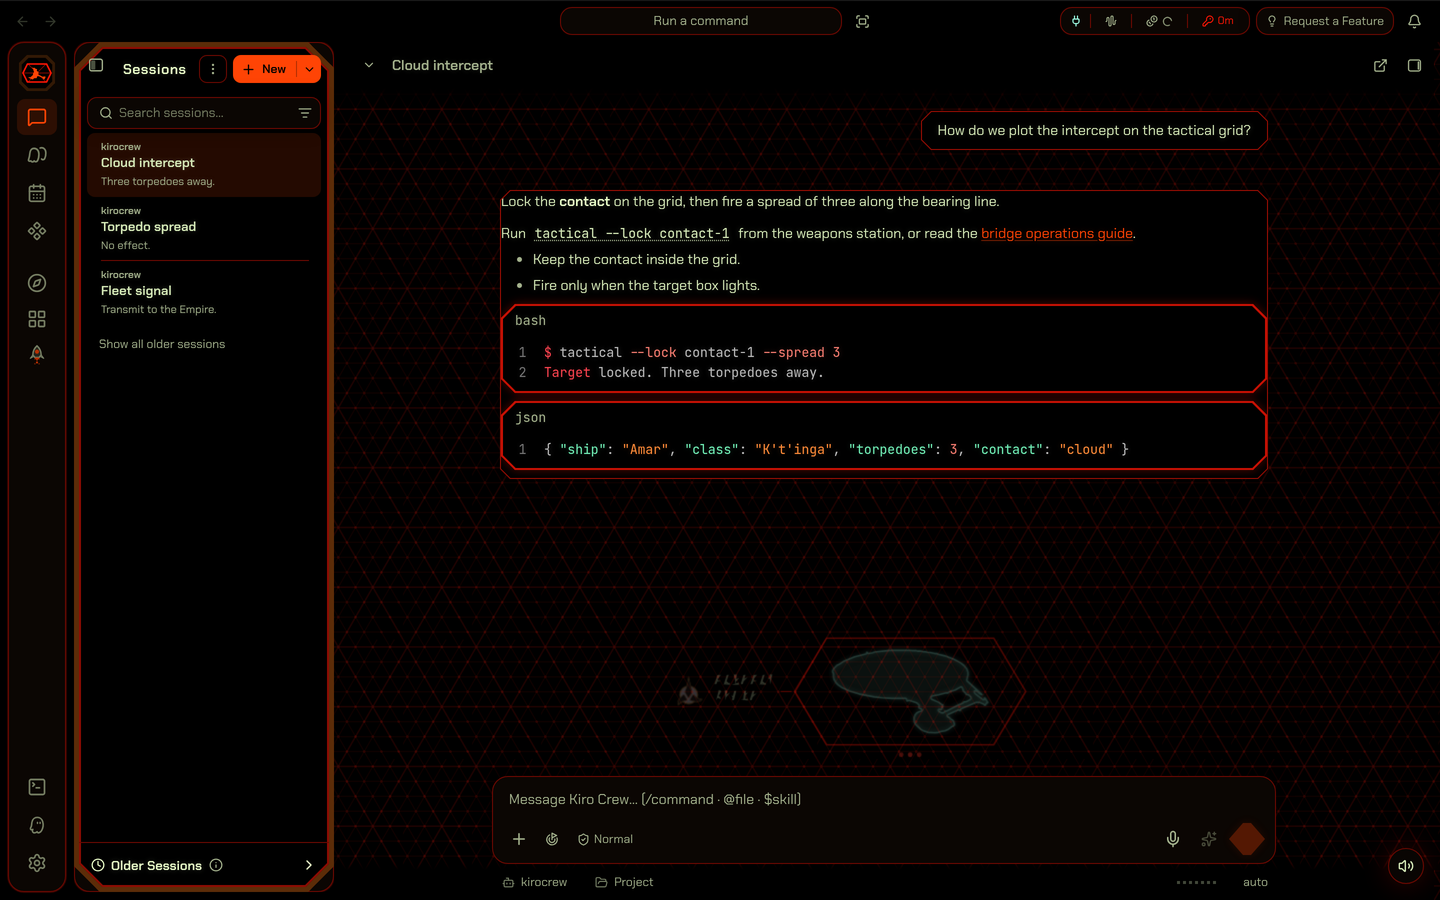 Run a command
0m
Request a Feature
Sessions
New
Search sessions...
kirocrew
Cloud intercept
Three torpedoes away.
kirocrew
Torpedo spread
No effect.
kirocrew
Fleet signal
Transmit to the Empire.
Show all older sessions
Older Sessions
Cloud intercept
How do we plot the intercept on the tactical grid?
Lock the contact on the grid, then fire a spread of three along the bearing line.
Run tactical --lock contact-1 from the weapons station, or read the bridge operations guide.
Keep the contact inside the grid.
Fire only when the target box lights.
bash
1 $ tactical --lock contact-1 --spread 3
2 Target locked. Three torpedoes away.
json
1 { "ship": "Amar", "class": "K't'inga", "torpedoes": 3, "contact": "cloud" }
Message Kiro Crew... (/command · @file · $skill)
Normal
kirocrew
Project
auto